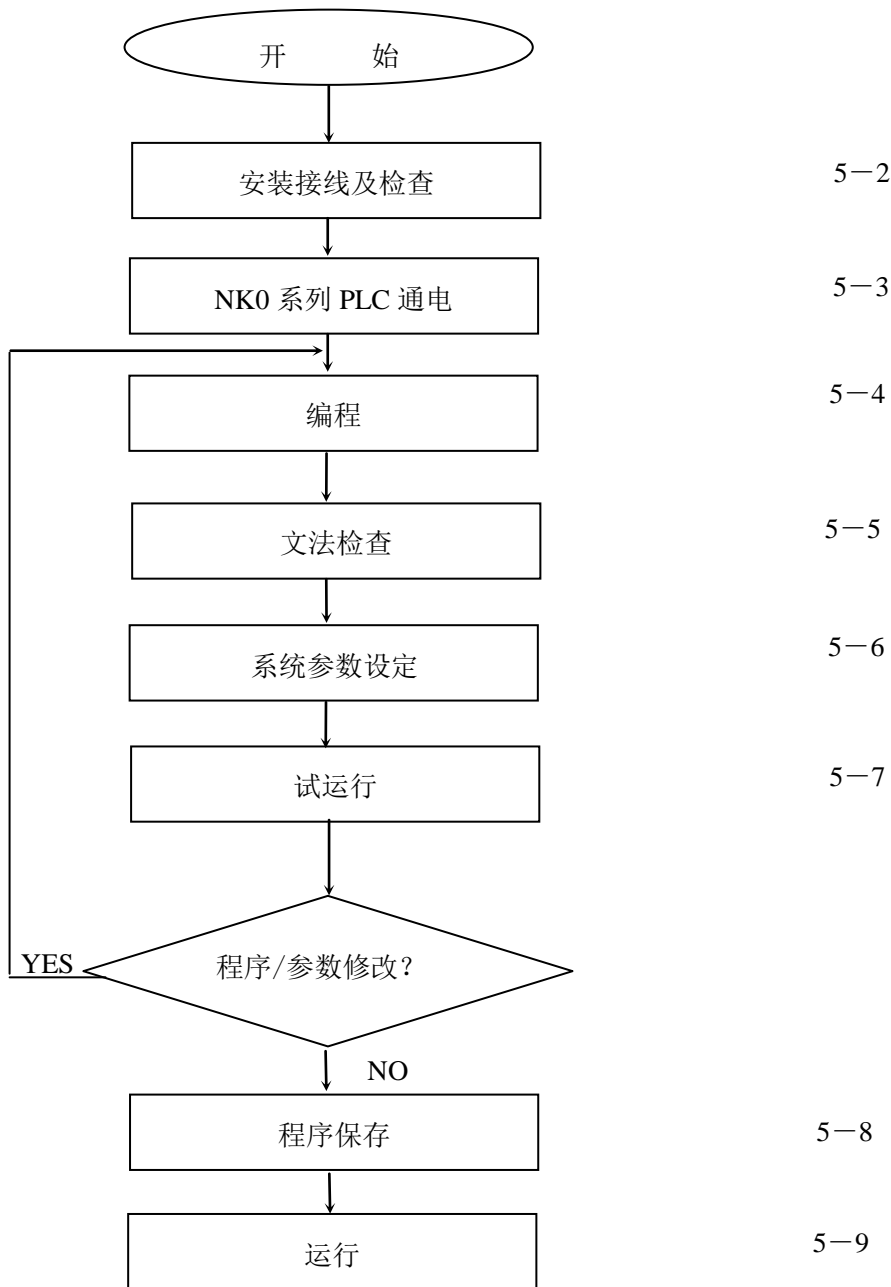 开 始
安装接线及检查 5－2
NK0 系列 PLC 通电 5－3
编程 5－4
文法检查 5－5
系统参数设定 5－6
试运行 5－7
YES 程序/参数修改？
NO
程序保存 5－8
运行 5－9